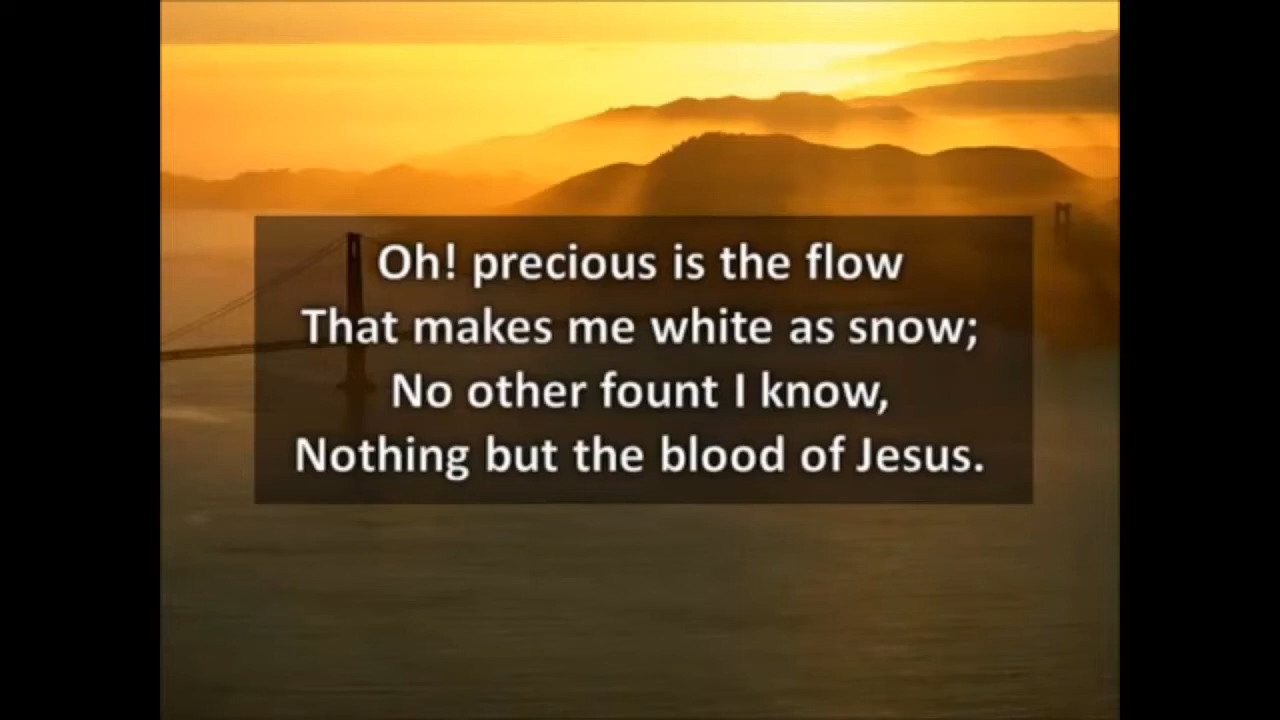 Oh! precious is the flow
That makes me white as snow;
No other fount I know,
Nothing but the blood of Jesus.